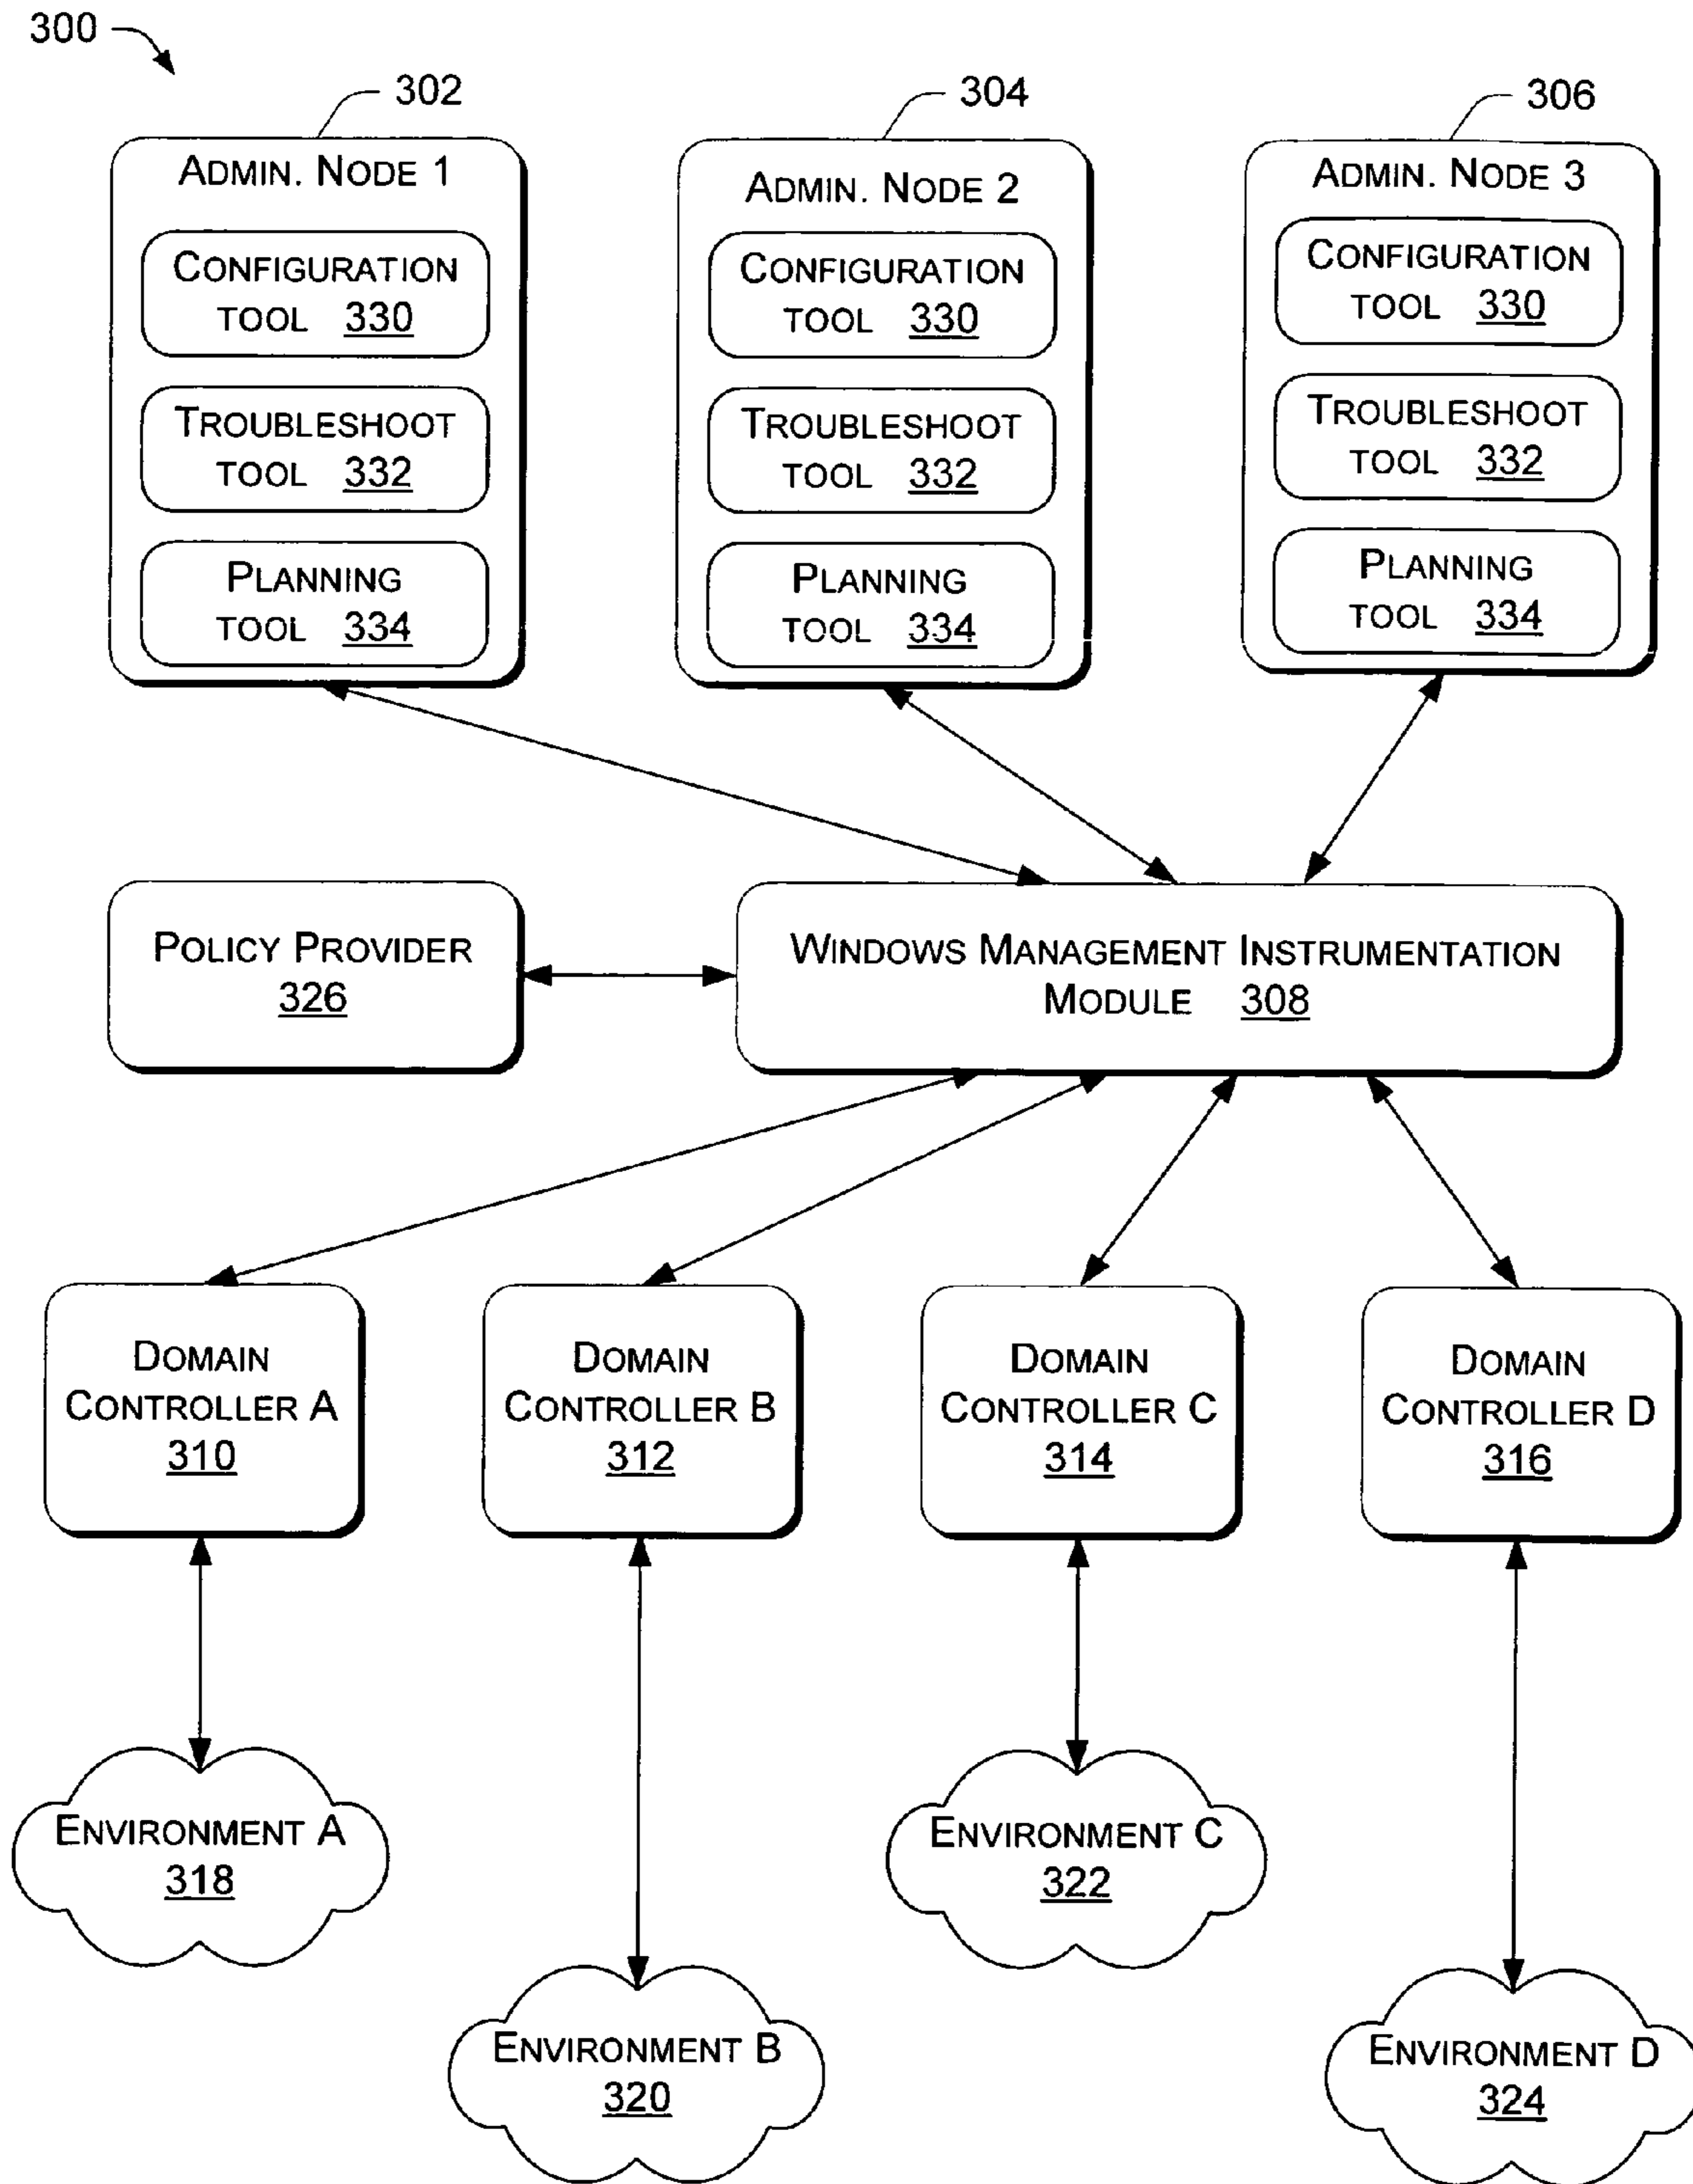 300
302
304
306
ADMIN. NODE 1
CONFIGURATION
TOOL 330
TROUBLESHOOT
TOOL 332
PLANNING
TOOL 334
ADMIN. NODE 2
CONFIGURATION
TOOL 330
TROUBLESHOOT
TOOL 332
PLANNING
TOOL 334
ADMIN. NODE 3
CONFIGURATION
TOOL 330
TROUBLESHOOT
TOOL 332
PLANNING
TOOL 334
POLICY PROVIDER
326
WINDOWS MANAGEMENT INSTRUMENTATION
MODULE 308
DOMAIN
CONTROLLER A
310
DOMAIN
CONTROLLER B
312
DOMAIN
CONTROLLER C
314
DOMAIN
CONTROLLER D
316
ENVIRONMENT A
318
ENVIRONMENT B
320
ENVIRONMENT C
322
ENVIRONMENT D
324